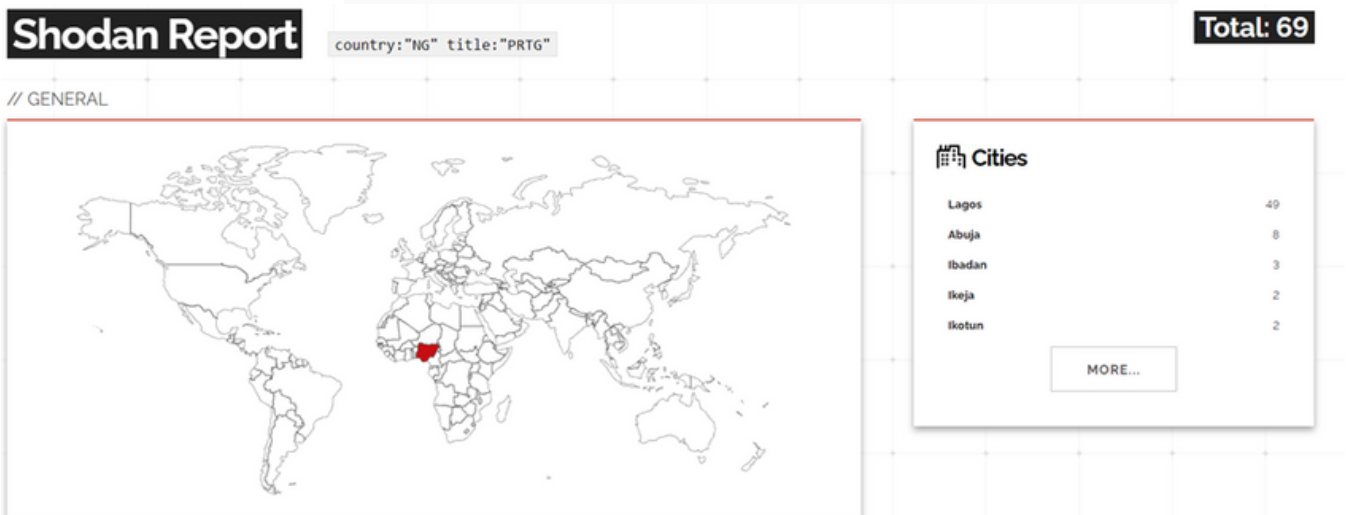 Shodan Report
country:"NG" title:"PRTG"
Total: 69
// GENERAL
Cities
Lagos 49
Abuja 8
Ibadan 3
Ikeja 2
Ikotun 2
MORE...